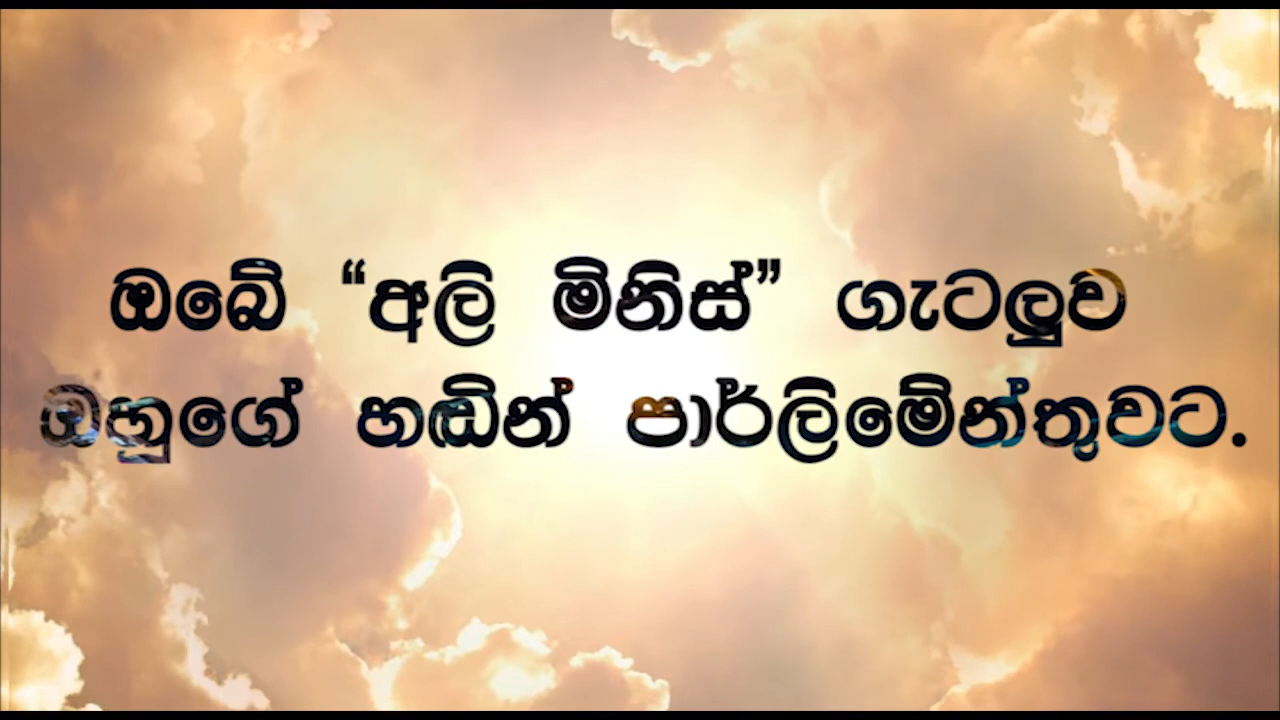 ඔබේ “අලි මිනිස්” ගැටලුව
ඔහුගේ හඬින් පාර්ලිමේන්තුවට.